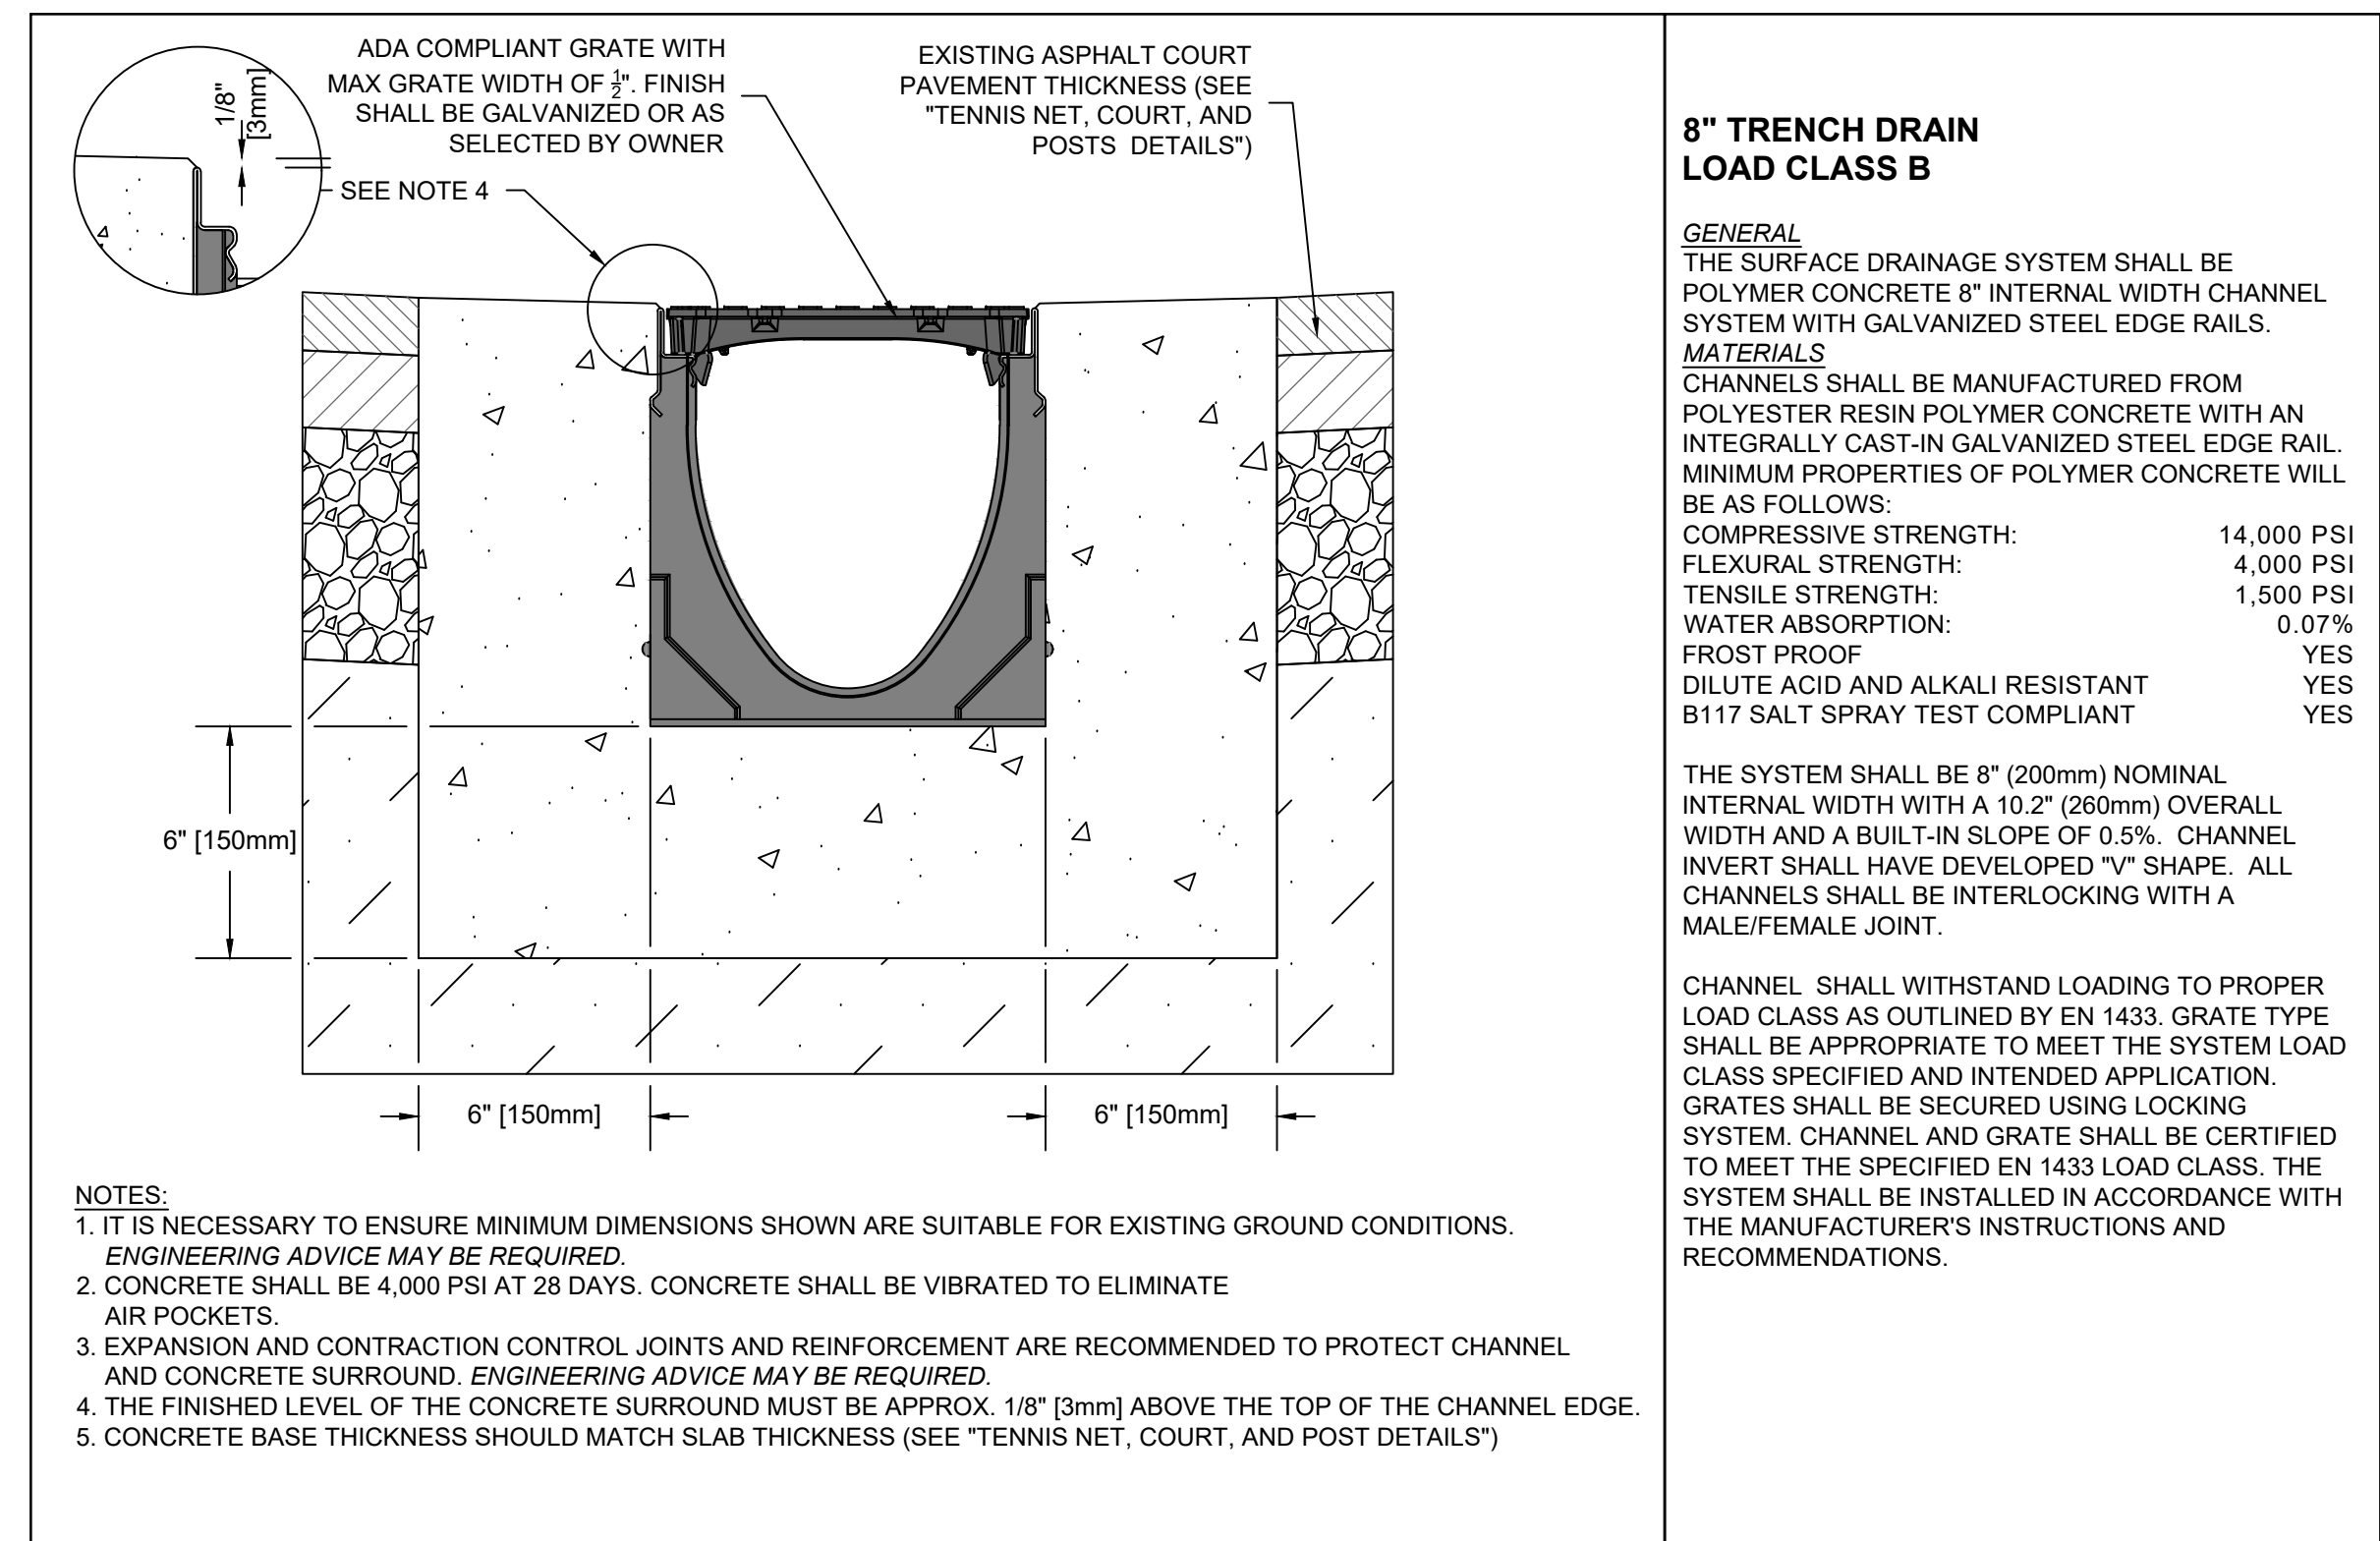 1/8"
[3mm]
ADA COMPLIANT GRATE WITH
MAX GRATE WIDTH OF 1/2". FINISH
SHALL BE GALVANIZED OR AS
SELECTED BY OWNER
EXISTING ASPHALT COURT
PAVEMENT THICKNESS (SEE
"TENNIS NET, COURT, AND
POSTS  DETAILS")
SEE NOTE 4
6" [150mm]
6" [150mm]
6" [150mm]
NOTES:
1. IT IS NECESSARY TO ENSURE MINIMUM DIMENSIONS SHOWN ARE SUITABLE FOR EXISTING GROUND CONDITIONS.
ENGINEERING ADVICE MAY BE REQUIRED.
2. CONCRETE SHALL BE 4,000 PSI AT 28 DAYS. CONCRETE SHALL BE VIBRATED TO ELIMINATE
AIR POCKETS.
3. EXPANSION AND CONTRACTION CONTROL JOINTS AND REINFORCEMENT ARE RECOMMENDED TO PROTECT CHANNEL
AND CONCRETE SURROUND. ENGINEERING ADVICE MAY BE REQUIRED.
4. THE FINISHED LEVEL OF THE CONCRETE SURROUND MUST BE APPROX. 1/8" [3mm] ABOVE THE TOP OF THE CHANNEL EDGE.
5. CONCRETE BASE THICKNESS SHOULD MATCH SLAB THICKNESS (SEE "TENNIS NET, COURT, AND POST DETAILS")
8" TRENCH DRAIN
LOAD CLASS B
GENERAL
THE SURFACE DRAINAGE SYSTEM SHALL BE
POLYMER CONCRETE 8" INTERNAL WIDTH CHANNEL
SYSTEM WITH GALVANIZED STEEL EDGE RAILS.
MATERIALS
CHANNELS SHALL BE MANUFACTURED FROM
POLYESTER RESIN POLYMER CONCRETE WITH AN
INTEGRALLY CAST-IN GALVANIZED STEEL EDGE RAIL.
MINIMUM PROPERTIES OF POLYMER CONCRETE WILL
BE AS FOLLOWS:
COMPRESSIVE STRENGTH: 14,000 PSI
FLEXURAL STRENGTH: 4,000 PSI
TENSILE STRENGTH: 1,500 PSI
WATER ABSORPTION: 0.07%
FROST PROOF YES
DILUTE ACID AND ALKALI RESISTANT YES
B117 SALT SPRAY TEST COMPLIANT YES
THE SYSTEM SHALL BE 8" (200mm) NOMINAL
INTERNAL WIDTH WITH A 10.2" (260mm) OVERALL
WIDTH AND A BUILT-IN SLOPE OF 0.5%.  CHANNEL
INVERT SHALL HAVE DEVELOPED "V" SHAPE.  ALL
CHANNELS SHALL BE INTERLOCKING WITH A
MALE/FEMALE JOINT.
CHANNEL  SHALL WITHSTAND LOADING TO PROPER
LOAD CLASS AS OUTLINED BY EN 1433. GRATE TYPE
SHALL BE APPROPRIATE TO MEET THE SYSTEM LOAD
CLASS SPECIFIED AND INTENDED APPLICATION.
GRATES SHALL BE SECURED USING LOCKING
SYSTEM. CHANNEL AND GRATE SHALL BE CERTIFIED
TO MEET THE SPECIFIED EN 1433 LOAD CLASS. THE
SYSTEM SHALL BE INSTALLED IN ACCORDANCE WITH
THE MANUFACTURER'S INSTRUCTIONS AND
RECOMMENDATIONS.